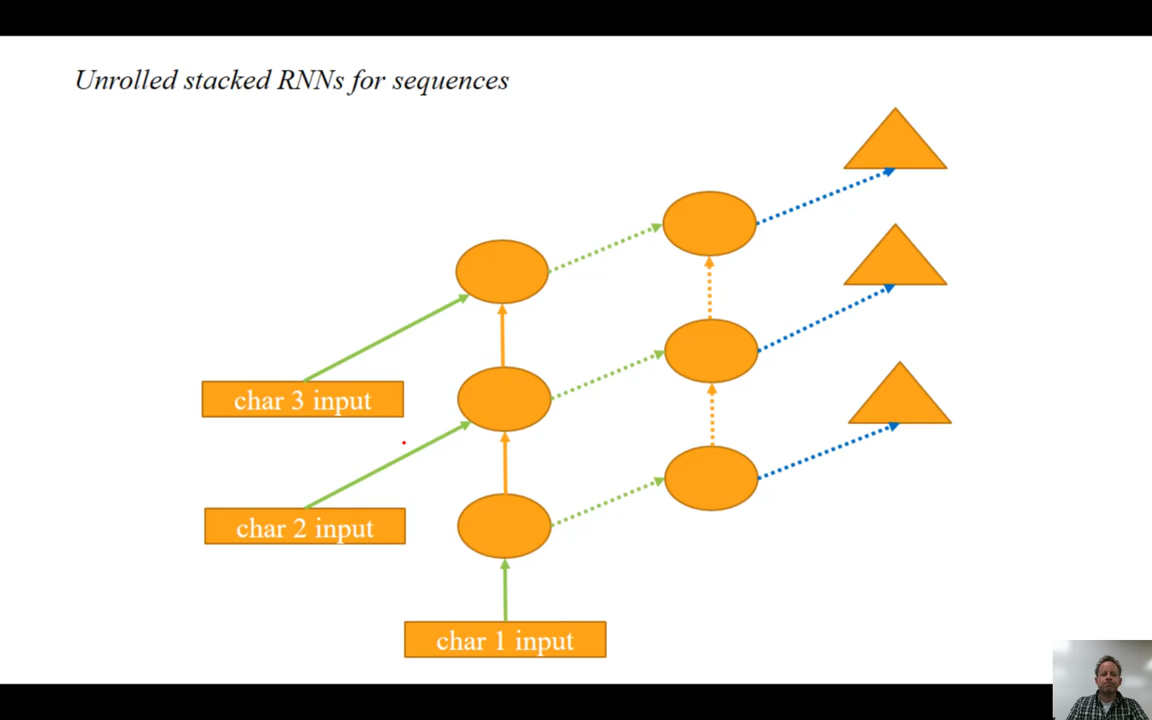 Unrolled stacked RNNs for sequences
char 3 input
char 2 input
char 1 input